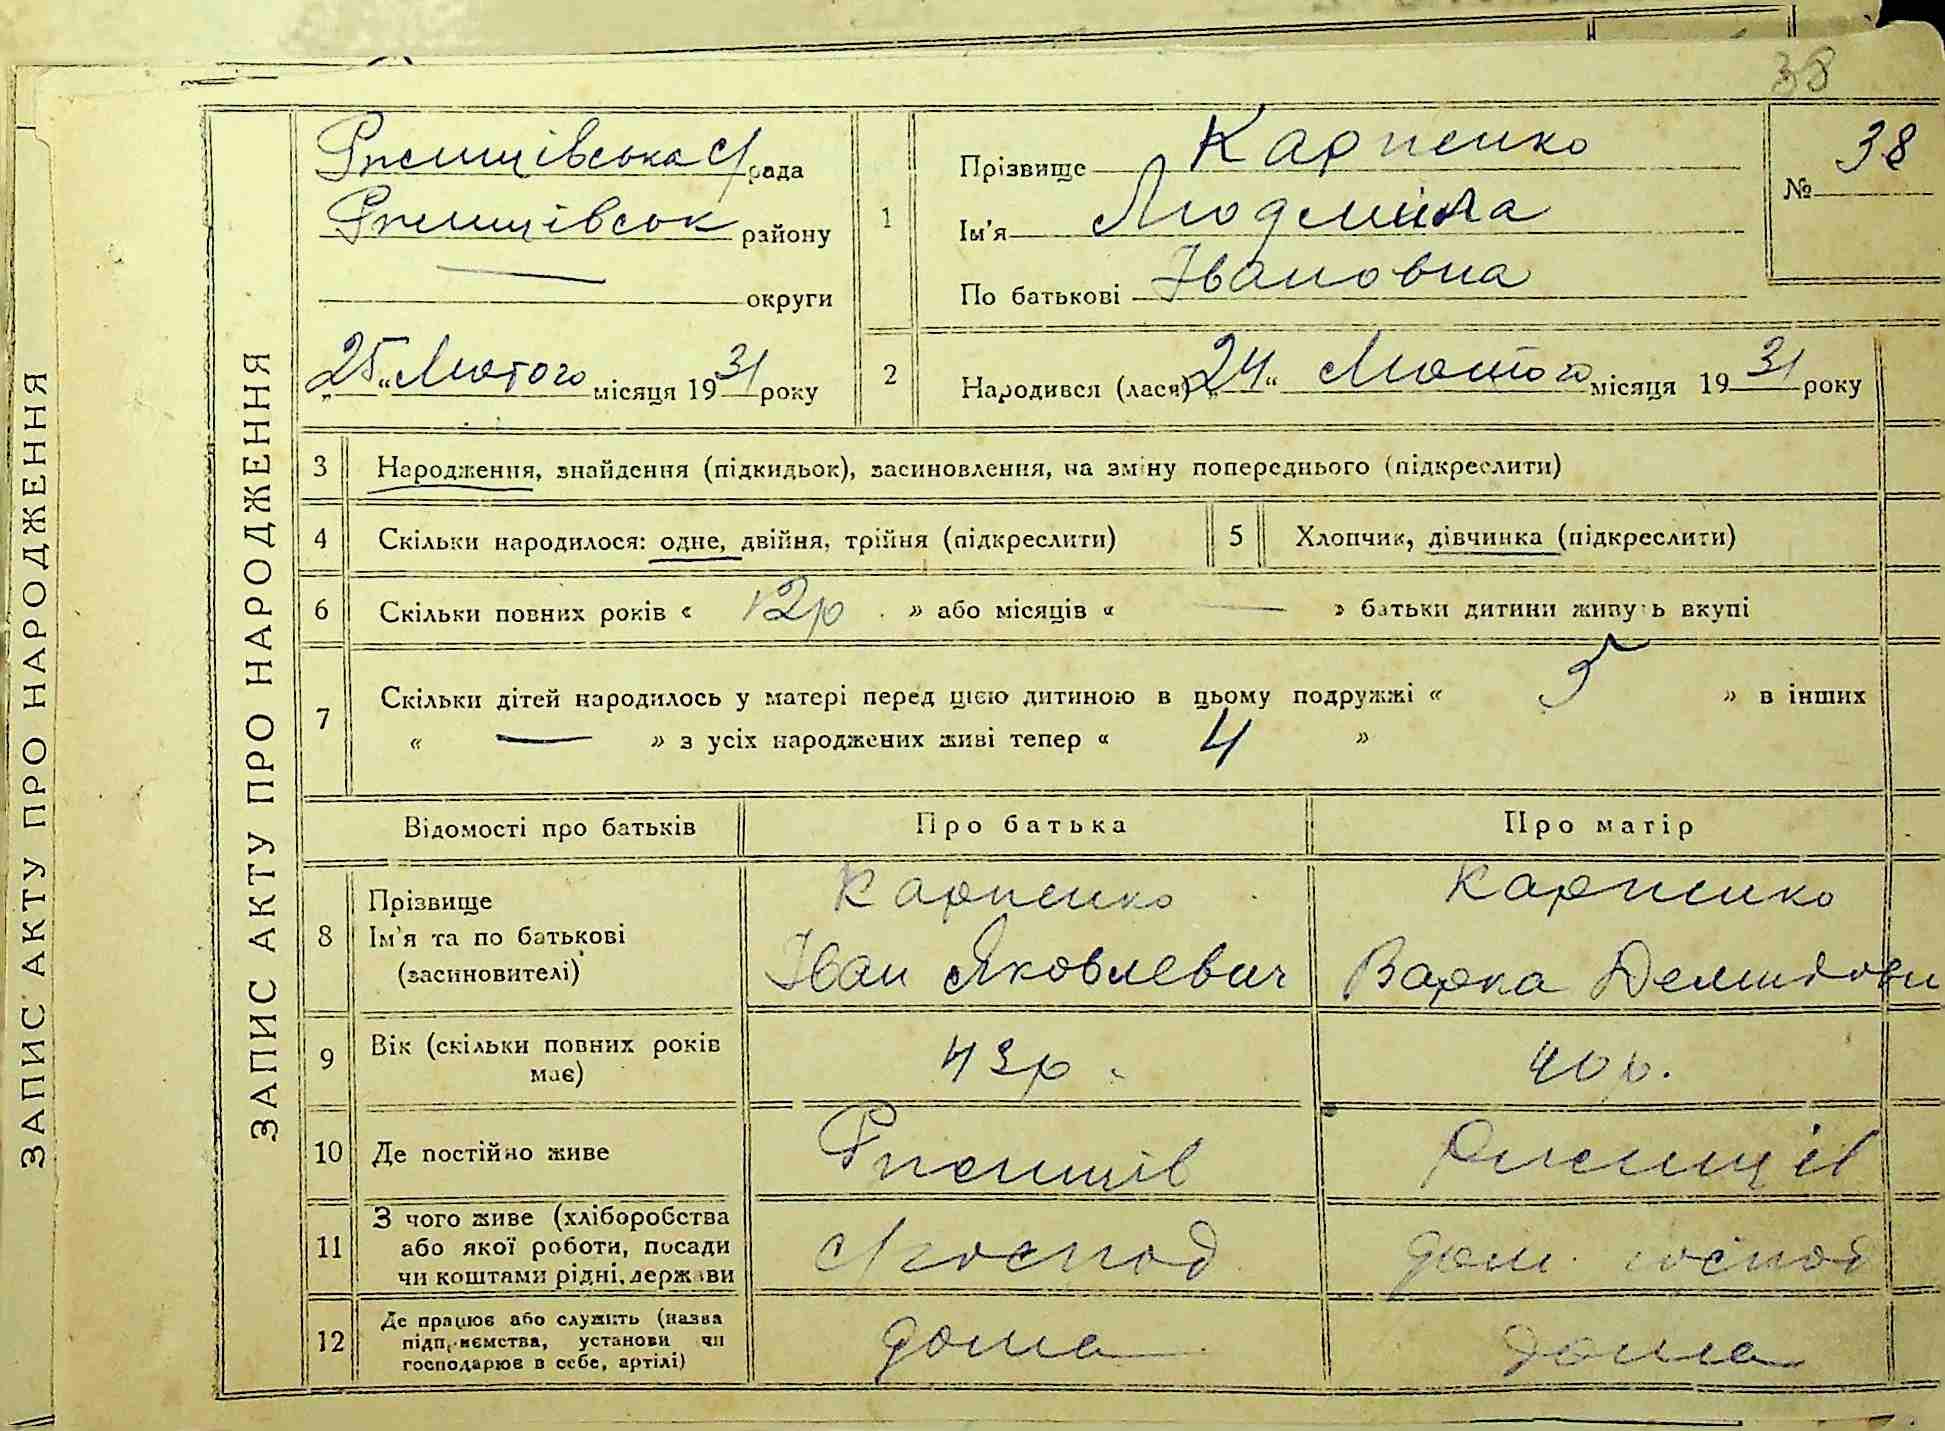 ЗАПИС АКТУ ПРО НАРОДЖЕННЯ
ЗАПИС АКТУ ПРО НАРОДЖЕННЯ
38
Ржищівська с/рада
Ржищівськ району
— округи
„25“ Лютого місяця 1931 року
1
Прізвище Карпенко
Ім'я Людмила
По батькові Івановна
№ 38
2
Народився (лася) „24“ Лютого місяця 1931 року
3 Народження, знайдення (підкидьок), засиновлення, на зміну попереднього (підкреслити)
4 Скільки народилося: одне, двійня, трійня (підкреслити)
5 Хлопчик, дівчинка (підкреслити)
6 Скільки повних років « 12р. » або місяців « — » батьки дитини живуть вкупі
7 Скільки дітей народилось у матері перед цією дитиною в цьому подружжі « 5 » в інших
« — » з усіх народжених живі тепер « 4 »
Відомості про батьків Про батька Про матір
8 Прізвище Карпенко Карпенко
Ім'я та по батькові Іван Яковлевич Варка Демидовн
(засиновителі)
9 Вік (скільки повних років має) 43р. 40 р.
10 Де постійно живе Ржищів Ржищів
11 З чого живе (хліборобства с/господ дом. господ
або якої роботи, посади
чи коштами рідні, держави
12 Де працює або служить (назва дома дома
підприємства, установи чи
господарює в себе, артілі)